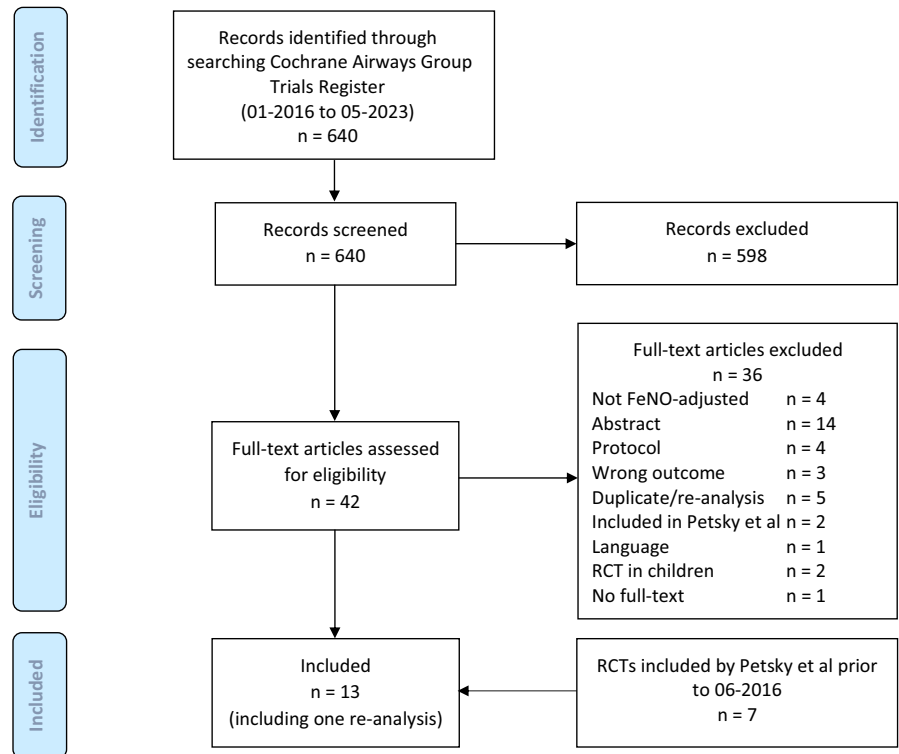 Identification
Records identified through
searching Cochrane Airways Group
Trials Register
(01-2016 to 05-2023)
n = 640
Screening
Records screened
n = 640
Records excluded
n = 598
Eligibility
Full-text articles assessed
for eligibility
n = 42
Full-text articles excluded
n = 36
Not FeNO-adjusted n = 4
Abstract n = 14
Protocol n = 4
Wrong outcome n = 3
Duplicate/re-analysis n = 5
Included in Petsky et al n = 2
Language n = 1
RCT in children n = 2
No full-text n = 1
Included
Included
n = 13
(including one re-analysis)
RCTs included by Petsky et al prior
to 06-2016
n = 7